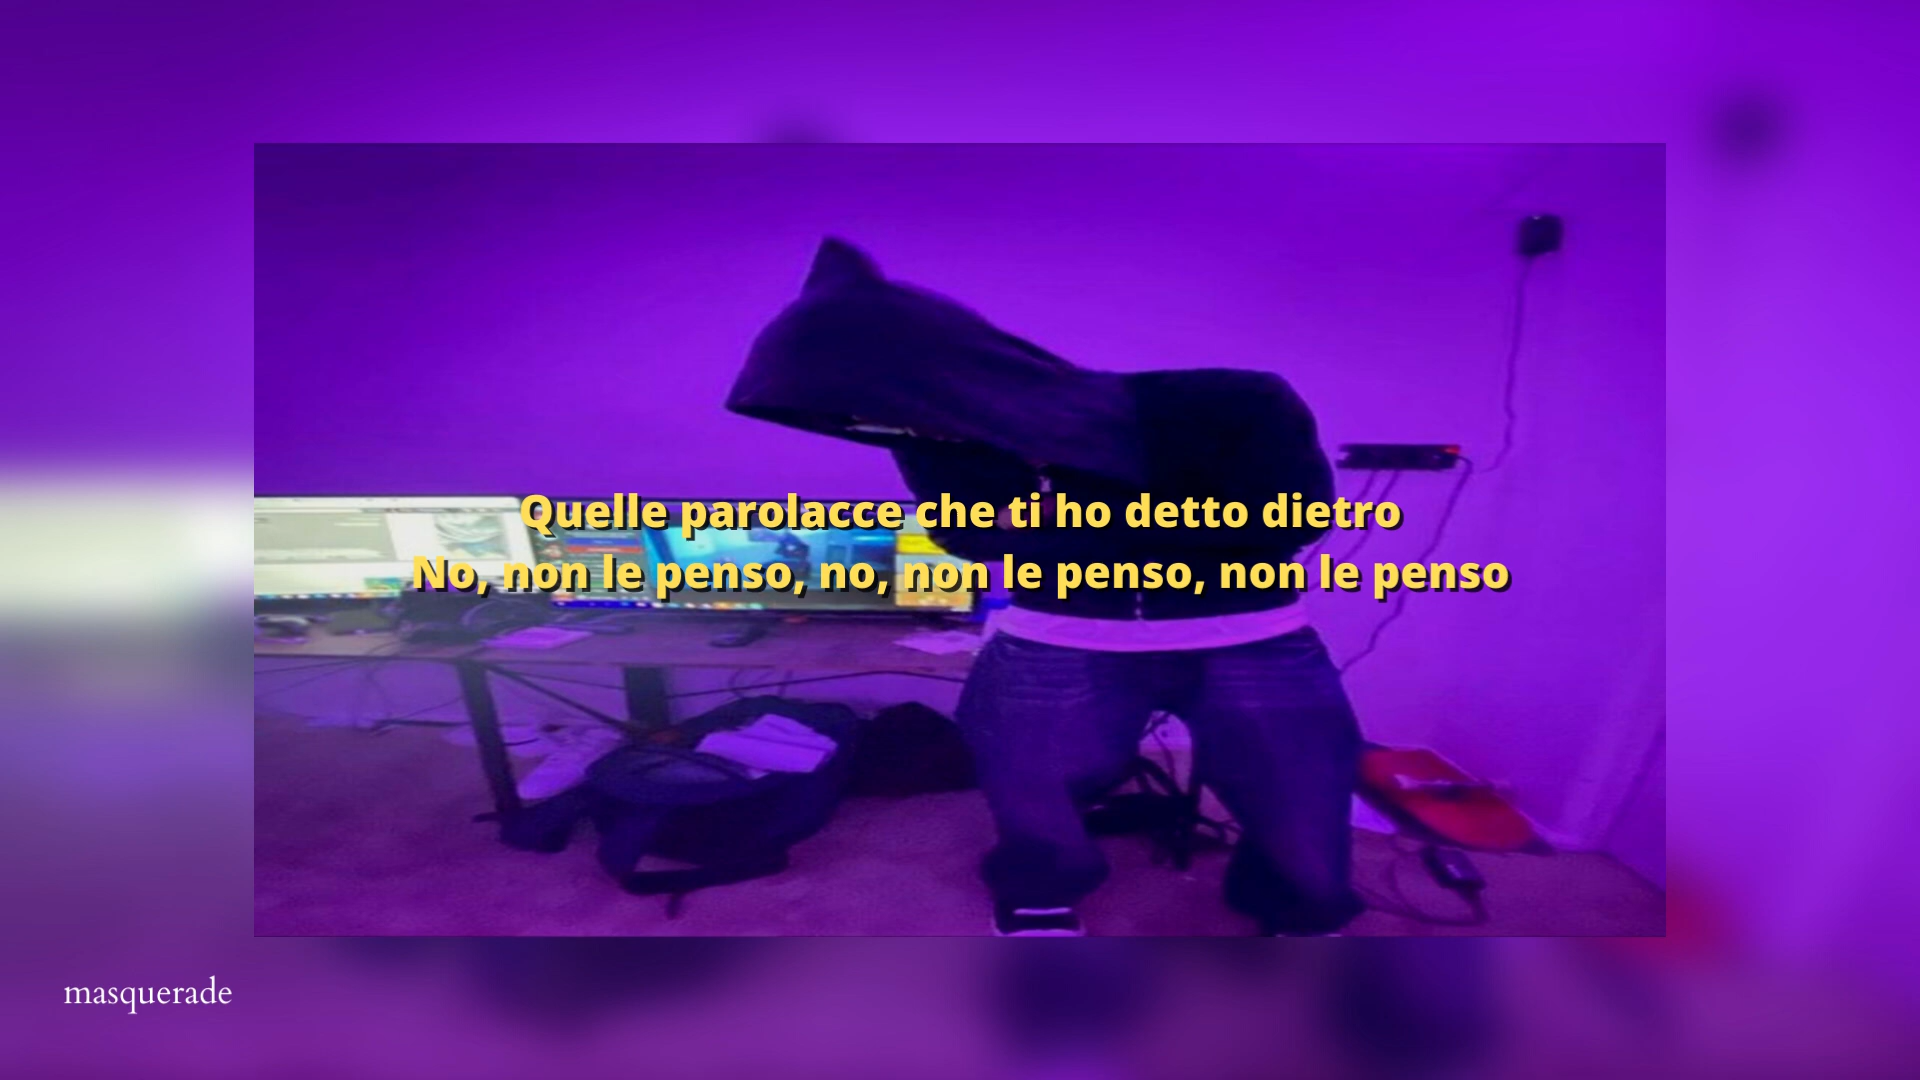 Quelle parolacce che ti ho detto dietro
No, non le penso, no, non le penso, non le penso
masquerade